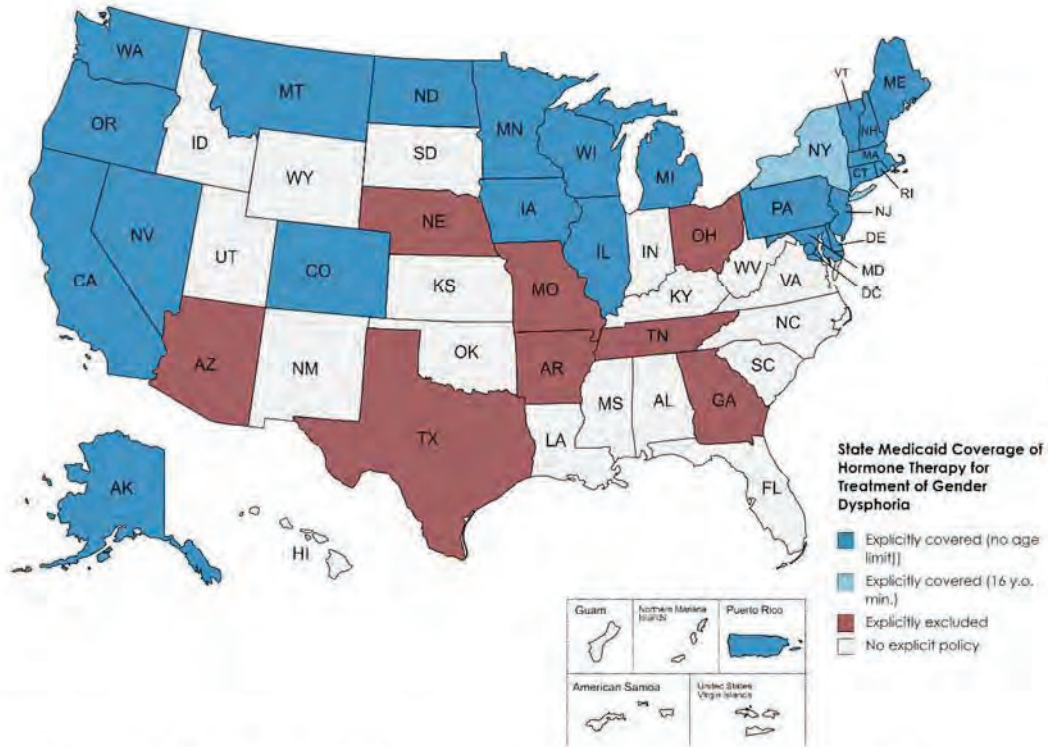 WA
MT
ND
MN
VT
ME
OR
ID
SD
WI
NY
NH
MA
WY
MI
CT
RI
NE
IA
PA
NJ
NV
OH
DE
UT
CO
IL
IN
WV
MD
CA
KS
MO
KY
VA
DC
AZ
NM
OK
AR
TN
NC
SC
TX
MS
AL
GA
LA
FL
AK
HI
State Medicaid Coverage of
Hormone Therapy for
Treatment of Gender
Dysphoria
Explicitly covered (no age
limit))
Explicitly covered (16 y.o.
min.)
Explicitly excluded
No explicit policy
Guam
Northern Mariana
Islands
Puerto Rico
American Samoa
United States
Virgin Islands